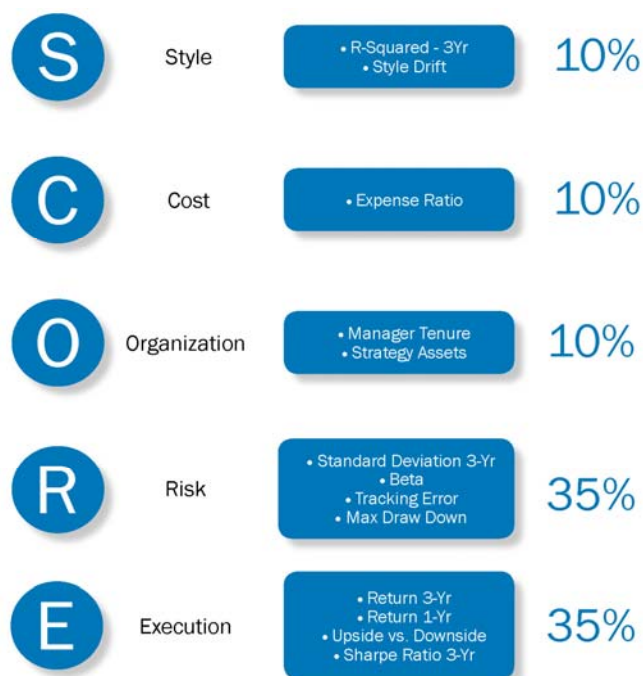 S
Style
• R-Squared - 3Yr
• Style Drift
10%
C
Cost
• Expense Ratio
10%
O
Organization
• Manager Tenure
• Strategy Assets
10%
R
Risk
• Standard Deviation 3-Yr
• Beta
• Tracking Error
• Max Draw Down
35%
E
Execution
• Return 3-Yr
• Return 1-Yr
• Upside vs. Downside
• Sharpe Ratio 3-Yr
35%